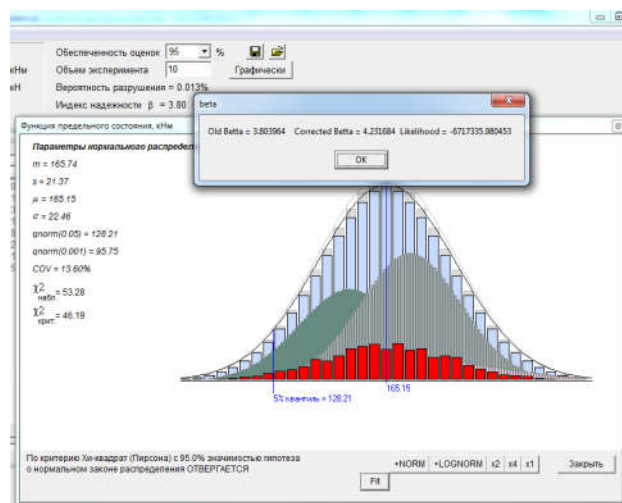 Обеспеченность оценок 95 %
кНм Объем эксперимента 10 Графически
кН Вероятность разрушения = 0.013%
Индекс надежности β = 3.80
beta
Old Betta = 3.803964 Corrected Betta = 4.231684 Likelihood = -6717335.980453
OK
Функция предельного состояния, кНм
Параметры нормального распредел
m = 165.74
s = 21.37
μ = 165.15
σ = 22.46
qnorm(0.05) = 128.21
qnorm(0.001) = 95.75
COV = 13.60%
χ2 набл. = 53.28
χ2 крит. = 46.19
165.15
5% квантиль = 128.21
По критерию Хи-квадрат (Пирсона) с 95.0% значимостью гипотеза
о нормальном законе распределения ОТВЕРГАЕТСЯ
+NORM +LOGNORM x2 x4 x1 Закрыть
Fit